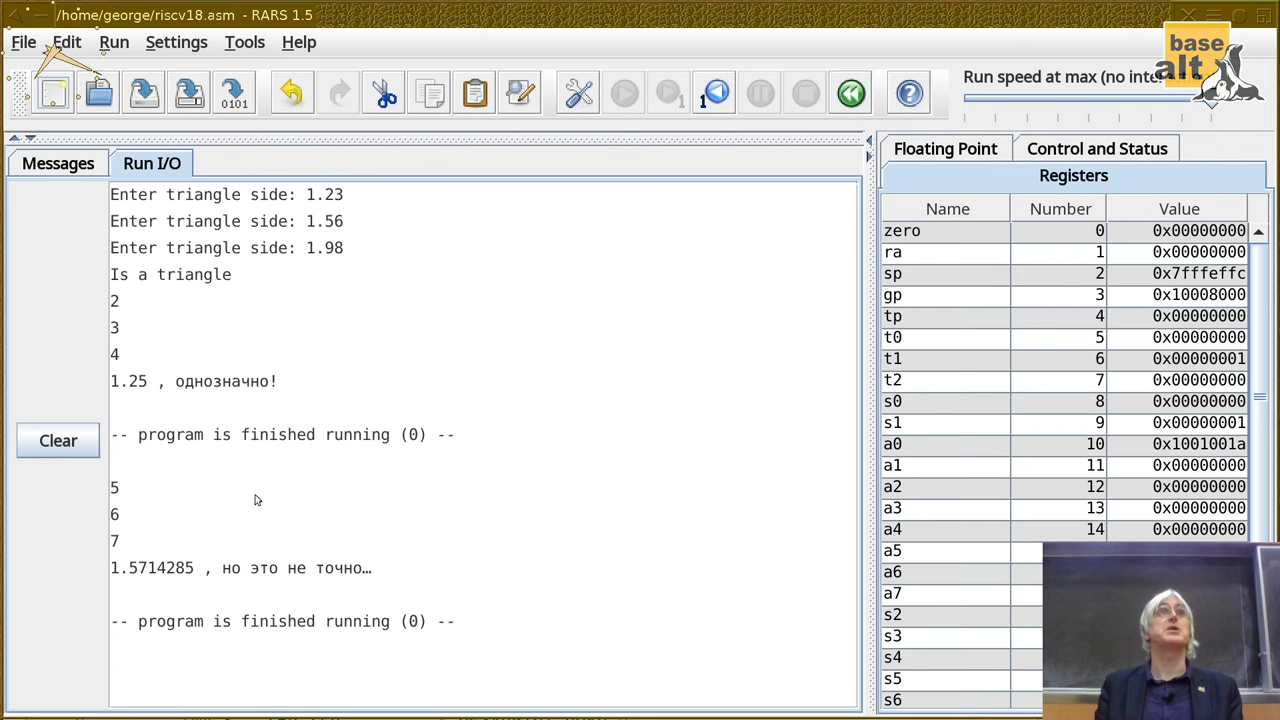 /home/george/riscv18.asm - RARS 1.5
File Edit Run Settings Tools Help
base
alt
Run speed at max (no inte
0101
1
1
Messages Run I/O
Floating Point Control and Status
Registers
Name Number Value
Enter triangle side: 1.23
Enter triangle side: 1.56
Enter triangle side: 1.98
Is a triangle
2
3
4
1.25 , однозначно!
-- program is finished running (0) --
5
6
7
1.5714285 , но это не точно…
-- program is finished running (0) --
Clear
zero 0 0x00000000
ra 1 0x00000000
sp 2 0x7fffeffc
gp 3 0x10008000
tp 4 0x00000000
t0 5 0x00000000
t1 6 0x00000001
t2 7 0x00000000
s0 8 0x00000000
s1 9 0x00000001
a0 10 0x1001001a
a1 11 0x00000000
a2 12 0x00000000
a3 13 0x00000000
a4 14 0x00000000
a5
a6
a7
s2
s3
s4
s5
s6